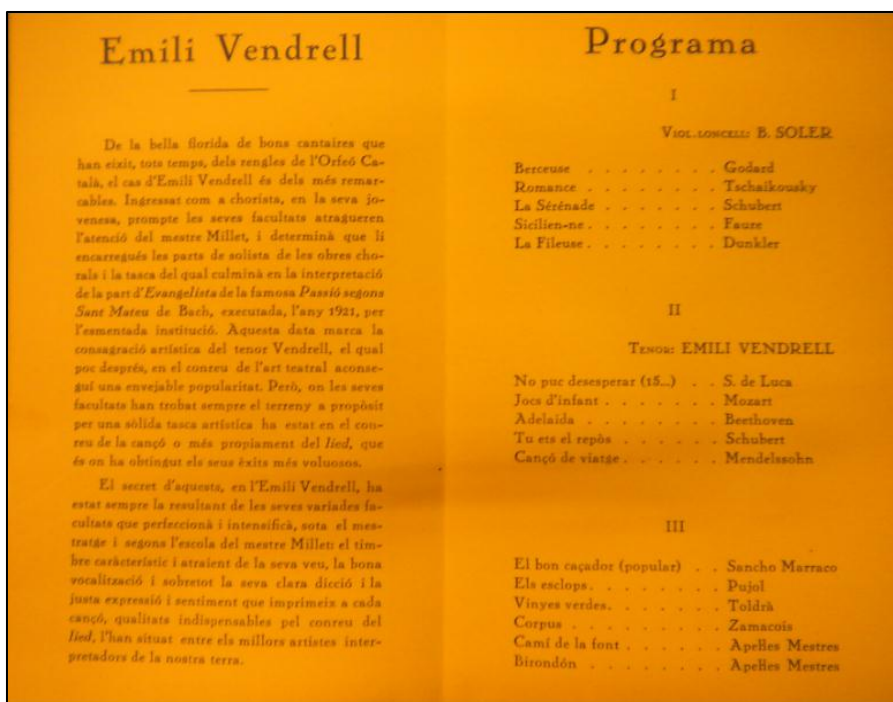 Emili Vendrell
De la bella florida de bons cantaires que
han eixit, tots temps, dels rengles de l'Orfeó Ca-
talà, el cas d'Emili Vendrell és dels més remar-
cables. Ingressat com a chorista, en la seva jo-
venesa, prompte les seves facultats atragueren
l'atenció del mestre Millet, i determinà que li
encarregués les parts de solista de les obres cho-
rals i la tasca del qual culminà en la interpretació
de la part d'Evangelista de la famosa Passió segons
Sant Mateu de Bach, executada, l'any 1921, per
l'esmentada institució. Aquesta data marca la
consagració artística del tenor Vendrell, el qual
poc després, en el conreu de l'art teatral aconse-
guí una envejable popularitat. Però, on les seves
facultats han trobat sempre el terreny a propòsit
per una sòlida tasca artística ha estat en el con-
reu de la cançó o més propiament del lied, que
és on ha obtingut els seus èxits més voluosos.
El secret d'aquests, en l'Emili Vendrell, ha
estat sempre la resultant de les seves variades fa-
cultats que perfeccionà i intensificà, sota el mes-
tratge i segons l'escola del mestre Millet: el tim-
bre caràcteristic i atraient de la seva veu, la bona
vocalització i sobretot la seva clara dicció i la
justa expressió i sentiment que imprimeix a cada
cançó, qualitats indispensables pel conreu del
lied, l'han situat entre els millors artistes inter-
pretadors de la nostra terra.
Programa
I
Viol.loncell: B. SOLER
Berceuse . . . . . . . . Godard
Romance . . . . . . . . Tschaikousky
La Sérénade . . . . . . Schubert
Sicilien-ne . . . . . . . Faure
La Fileuse . . . . . . . Dunkler
II
Tenor: EMILI VENDRELL
No puc desesperar (15...) . . S. de Luca
Jocs d'infant . . . . . . . Mozart
Adelaida . . . . . . . . Beethoven
Tu ets el repòs . . . . . . Schubert
Cançó de viatge . . . . . . Mendelssohn
III
El bon caçador (popular) . . Sancho Marraco
Els esclops . . . . . . . Pujol
Vinyes verdes . . . . . . Toldrà
Corpus . . . . . . . . Zamacois
Camí de la font . . . . . Apel·les Mestres
Birondón . . . . . . . Apel·les Mestres